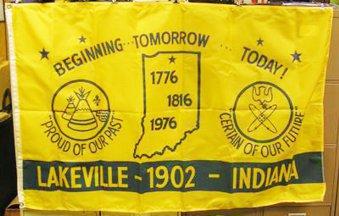 BEGINNING...TOMORROW...TODAY!
1776
1816
1976
"PROUD OF OUR PAST"
"CERTAIN OF OUR FUTURE"
LAKEVILLE - 1902 - INDIANA